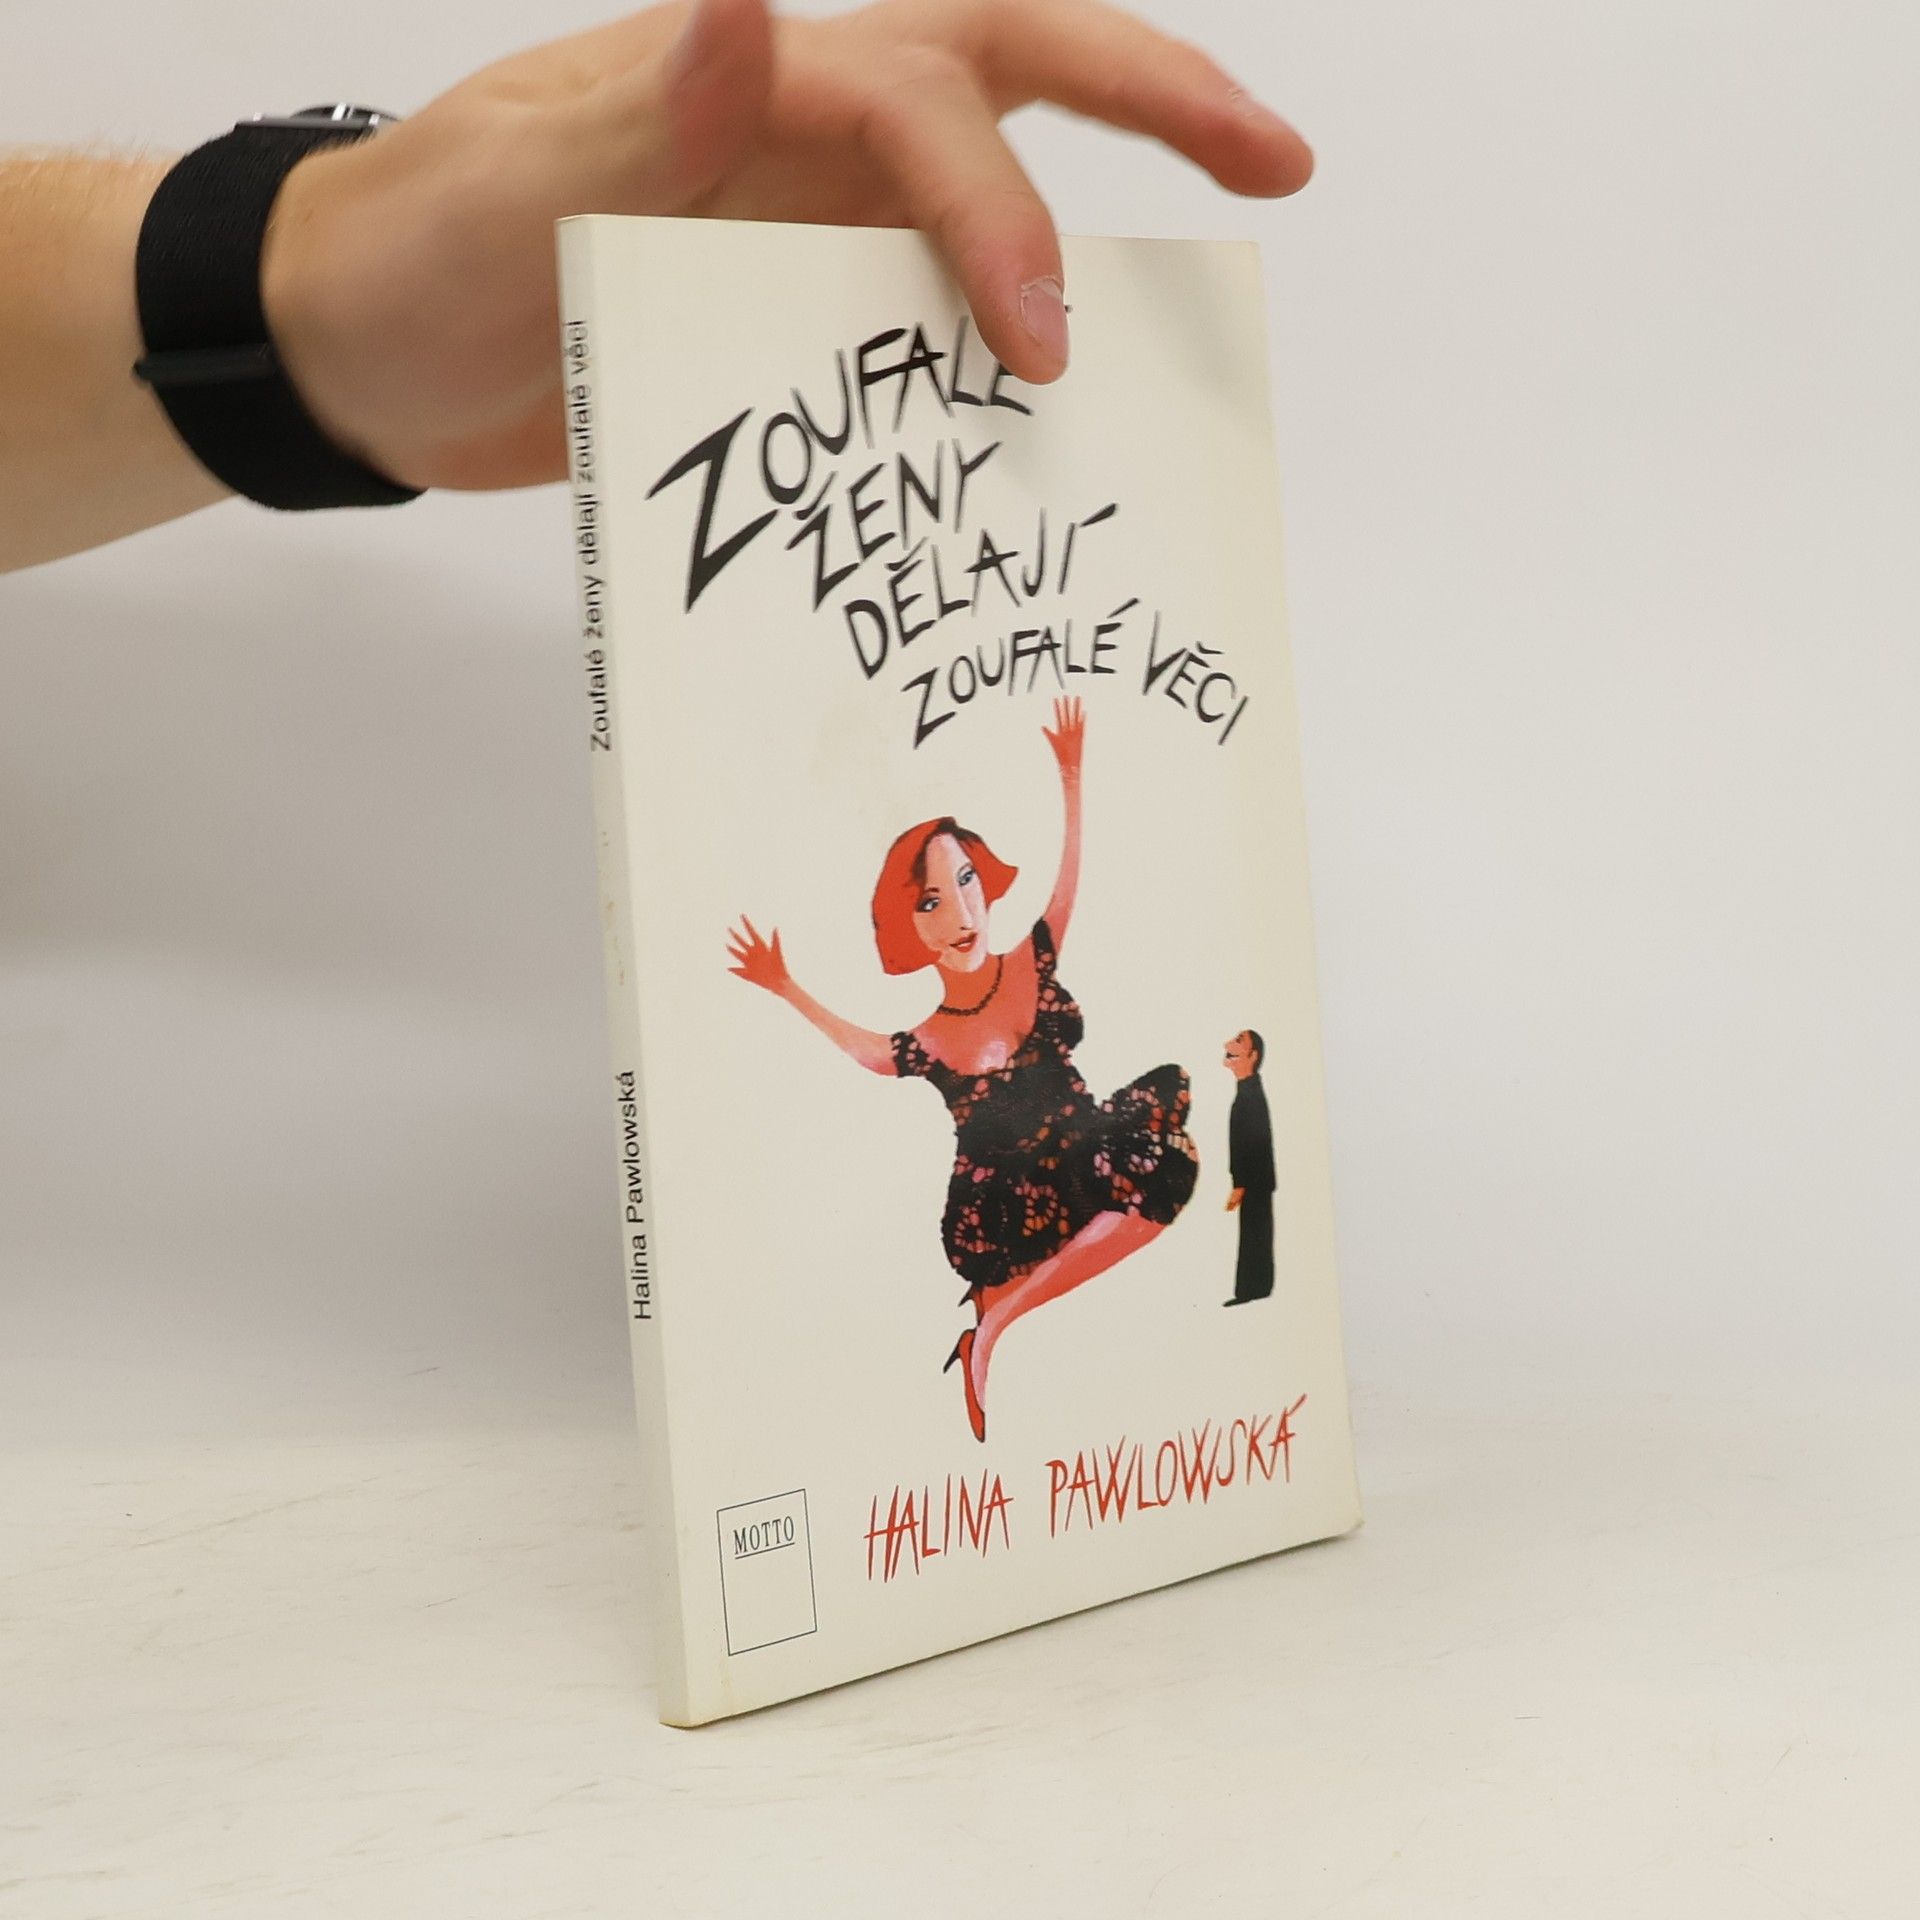 Zoufalé ženy dělají zoufalé věci
Halina Pawlowská
ZOUFALÉ
ŽENY
DĚLAJÍ
ZOUFALÉ VĚCI
HALINA PAWLOWSKÁ
MOTTO